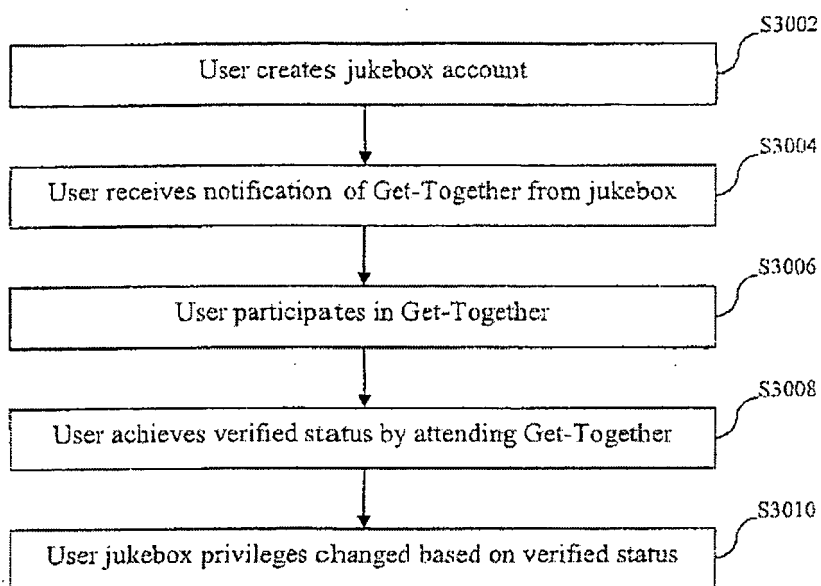 S3002
User creates jukebox account
S3004
User receives notification of Get-Together from jukebox
S3006
User participates in Get-Together
S3008
User achieves verified status by attending Get-Together
S3010
User jukebox privileges changed based on verified status